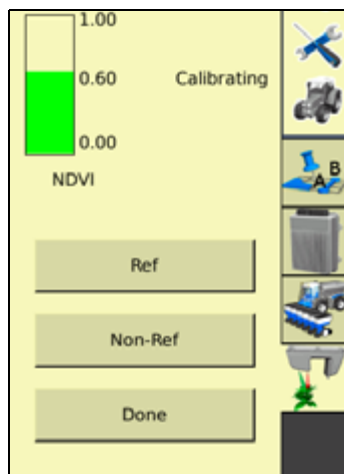 1.00
0.60
Calibrating
0.00
NDVI
A B
Ref
Non-Ref
Done